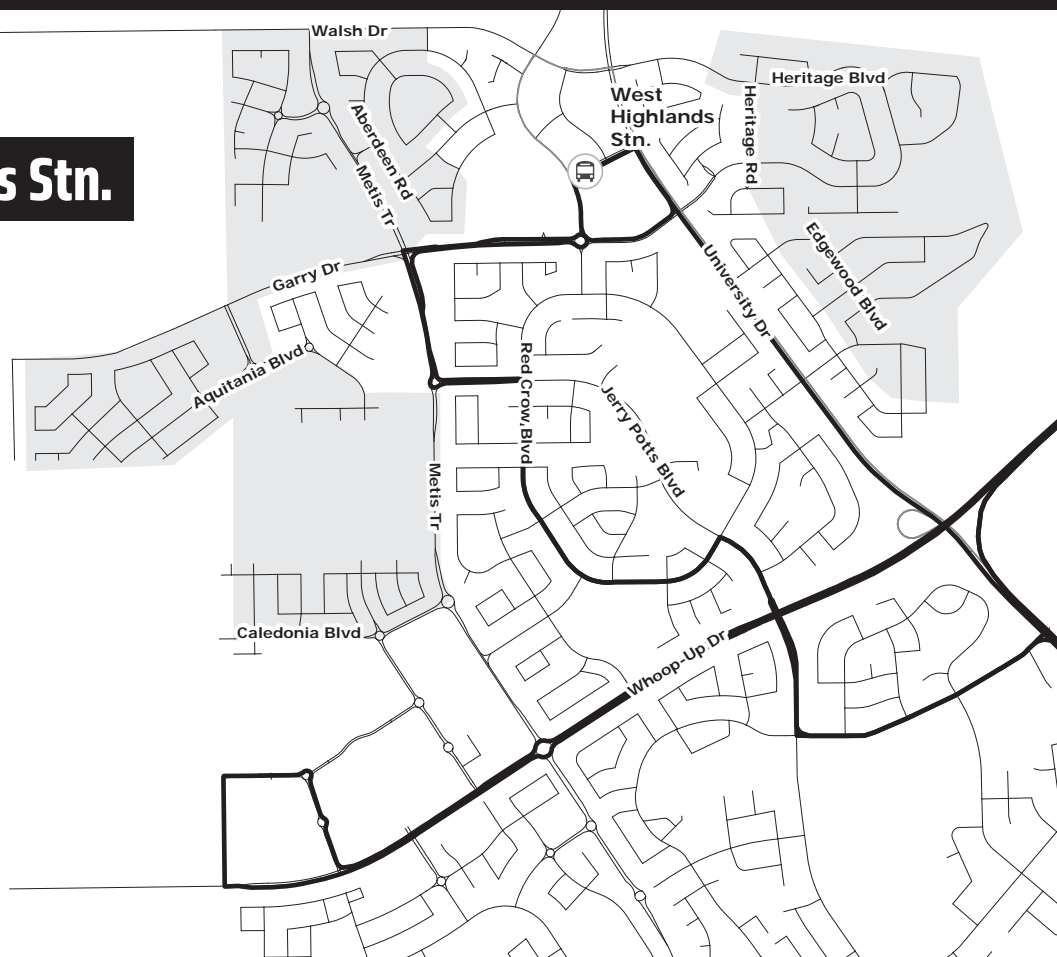 Walsh Dr
Heritage Blvd
West
Highlands
Stn.
Heritage Rd
Aberdeen Rd
s Stn.
Metis Tr
Edgewood Blvd
University Dr
Garry Dr
Aquitania Blvd
Red Crow Blvd
Jerry Potts Blvd
Metis Tr
Caledonia Blvd
Whoop-Up Dr